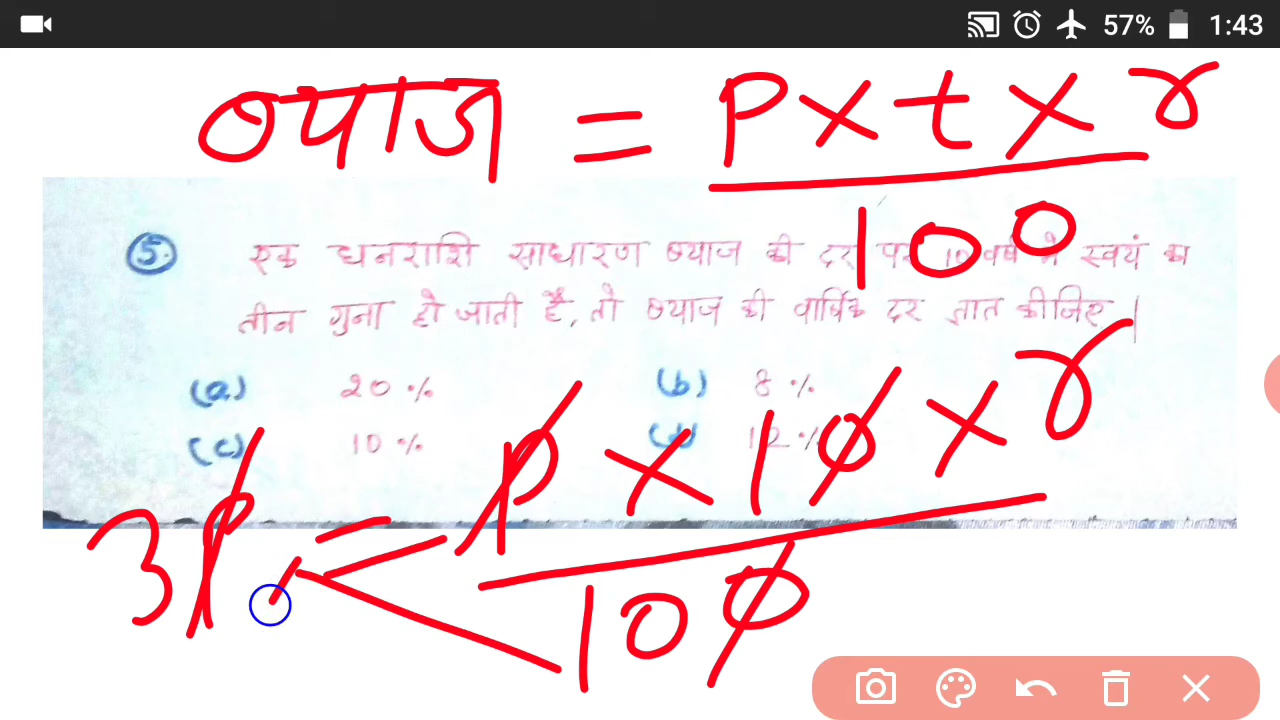 57% 1:43
ब्याज = P × t × r
100
5. एक धनराशि साधारण ब्याज की दर पर 10 वर्ष मे स्वयं का
तीन गुना हो जाती है, तो ब्याज की वार्षिक दर ज्ञात कीजिए।
(a) 20 % (b) 8 %
(c) 10 % (d) 12 %
3p = p × 10 × r
100